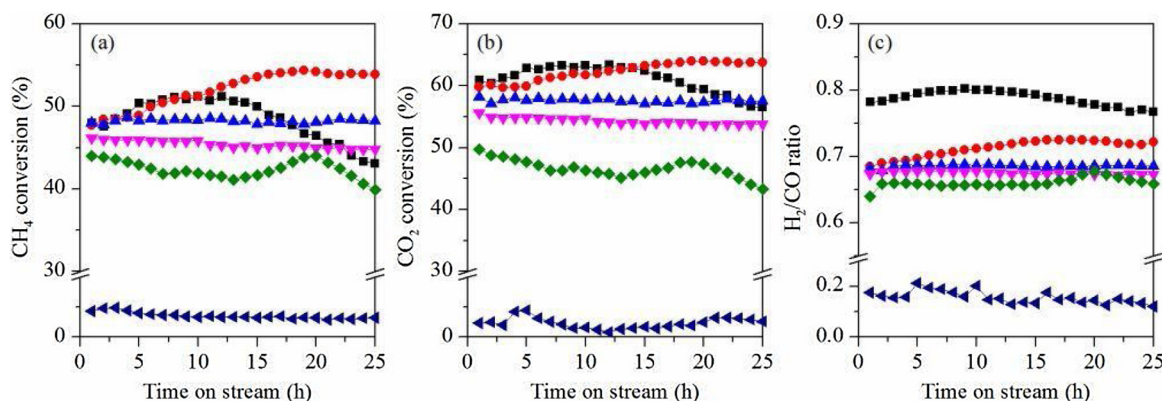 (a)
CH₄ conversion (%)
60
50
40
30
0
0 5 10 15 20 25
Time on stream (h)
(b)
CO₂ conversion (%)
70
60
50
40
30
0
0 5 10 15 20 25
Time on stream (h)
(c)
H₂/CO ratio
0.9
0.8
0.7
0.6
0.2
0.0
0 5 10 15 20 25
Time on stream (h)